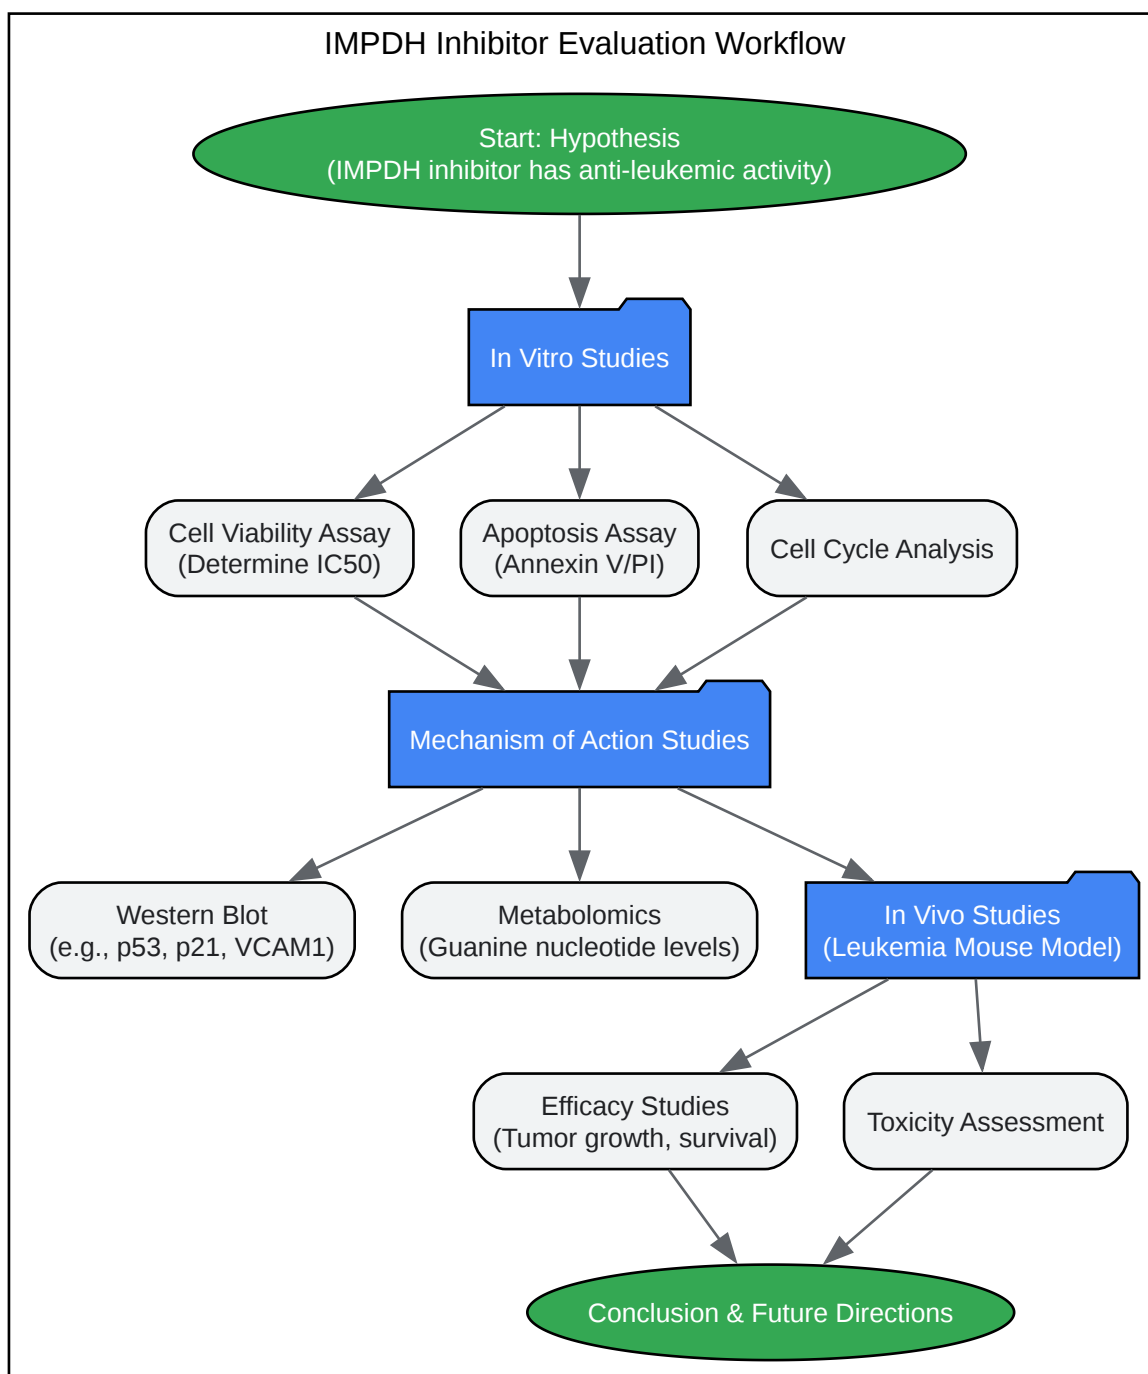 IMPDH Inhibitor Evaluation Workflow
Start: Hypothesis
(IMPDH inhibitor has anti-leukemic activity)
In Vitro Studies
Cell Viability Assay
(Determine IC50)
Apoptosis Assay
(Annexin V/PI)
Cell Cycle Analysis
Mechanism of Action Studies
Western Blot
(e.g., p53, p21, VCAM1)
Metabolomics
(Guanine nucleotide levels)
In Vivo Studies
(Leukemia Mouse Model)
Efficacy Studies
(Tumor growth, survival)
Toxicity Assessment
Conclusion & Future Directions